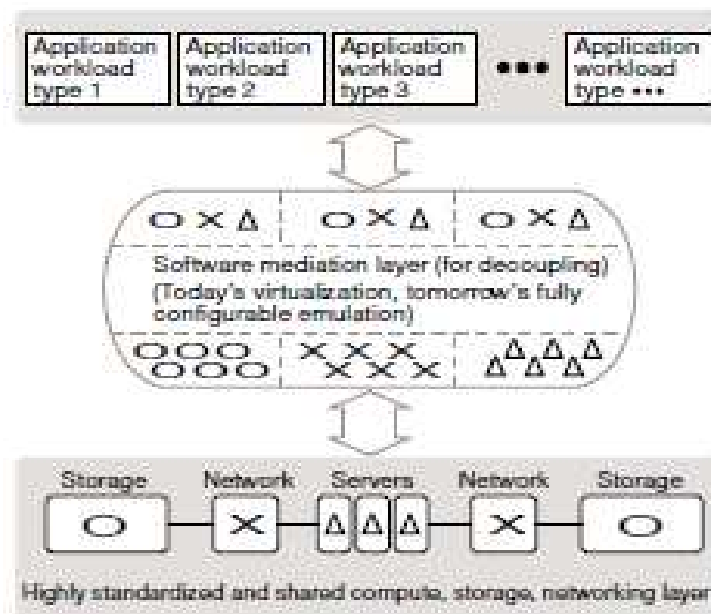 Application
workload
type 1
Application
workload
type 2
Application
workload
type 3
•••
Application
workload
type •••
Software mediation layer (for decoupling)
(Today's virtualization, tomorrow's fully
configurable emulation)
Storage
Network
Servers
Network
Storage
Highly standardized and shared compute, storage, networking layer